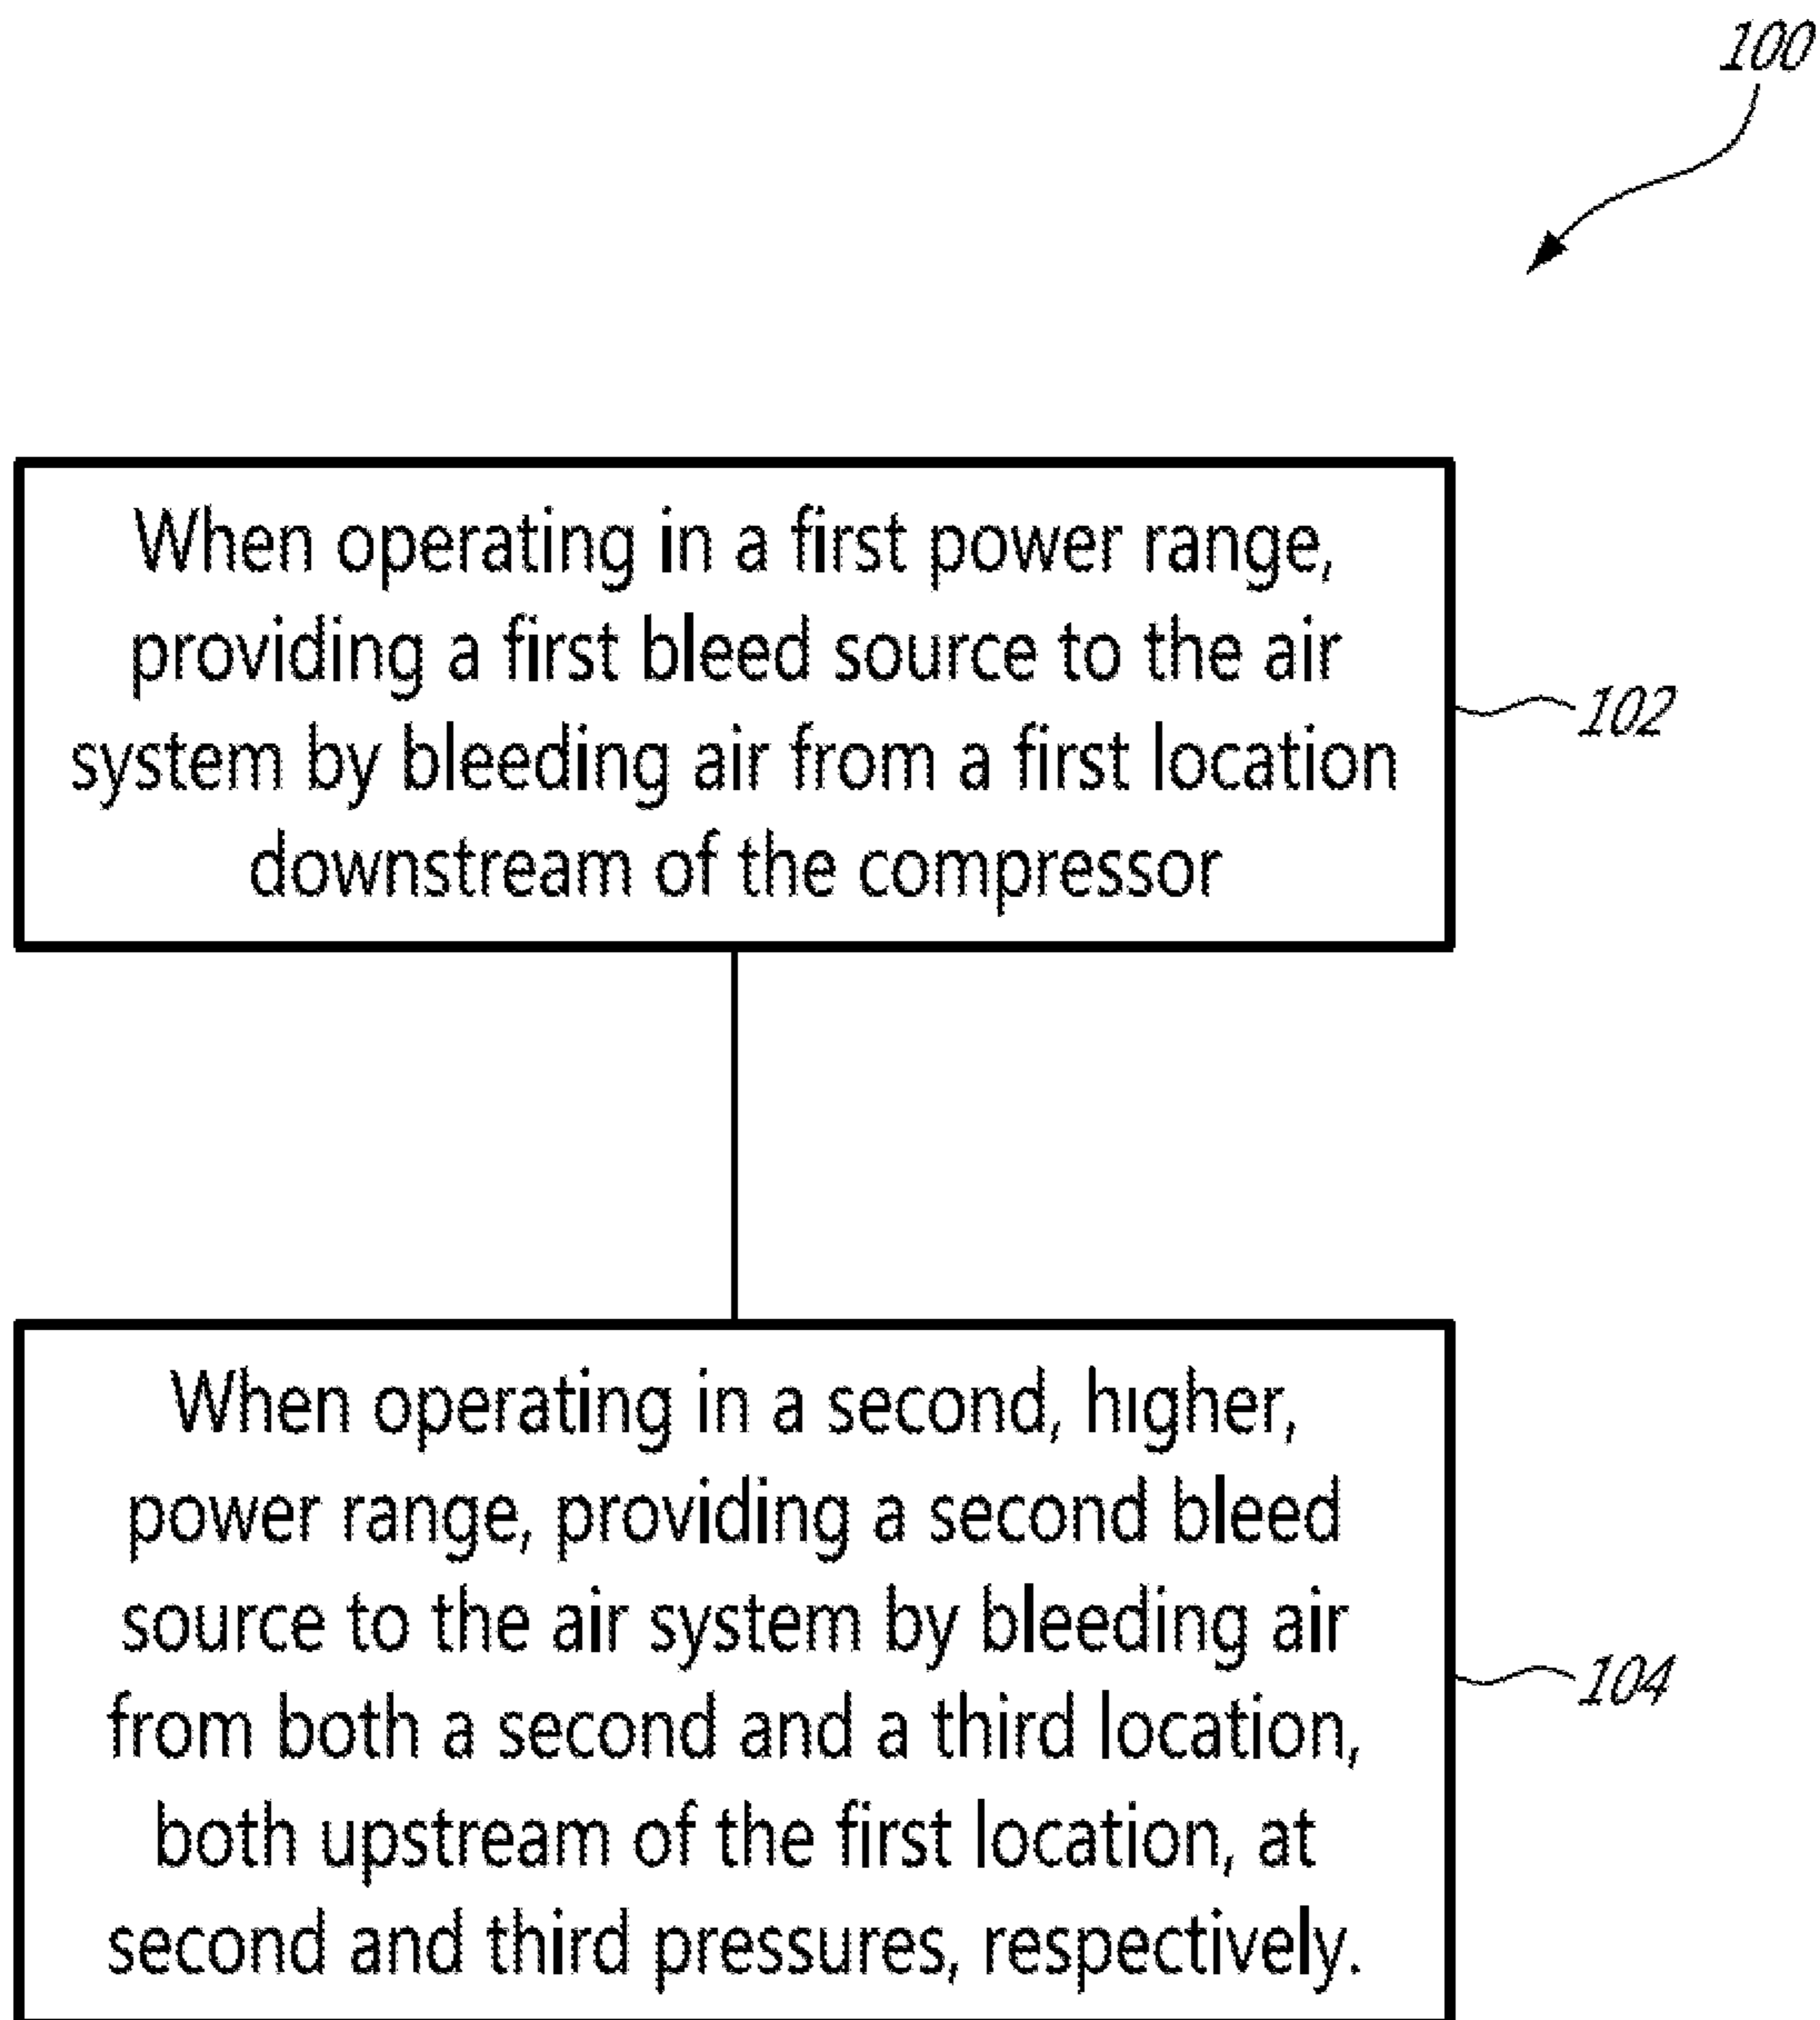 100
When operating in a first power range,
providing a first bleed source to the air
system by bleeding air from a first location
downstream of the compressor
102
When operating in a second, higher,
power range, providing a second bleed
source to the air system by bleeding air
from both a second and a third location,
both upstream of the first location, at
second and third pressures, respectively.
104